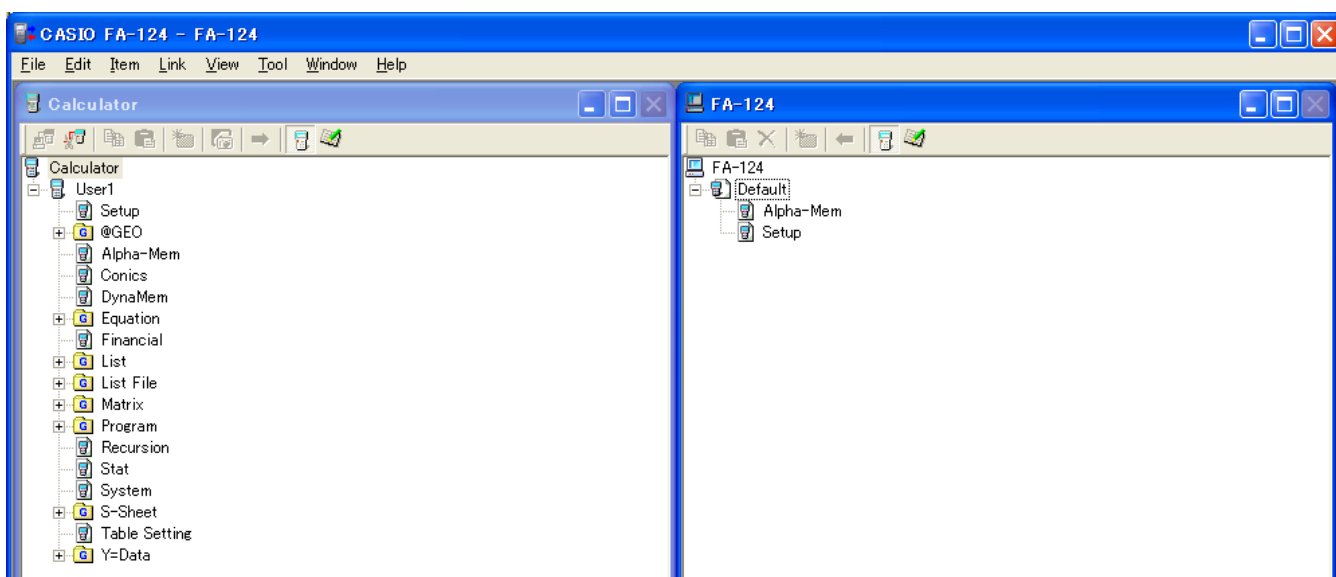 CASIO FA-124 - FA-124
File Edit Item Link View Tool Window Help
Calculator
Calculator
User1
Setup
@GEO
Alpha-Mem
Conics
DynaMem
Equation
Financial
List
List File
Matrix
Program
Recursion
Stat
System
S-Sheet
Table Setting
Y=Data
FA-124
FA-124
Default
Alpha-Mem
Setup